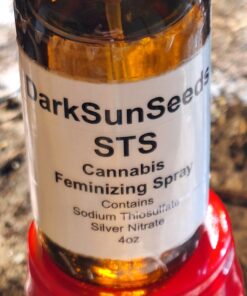 DarkSunSeeds
STS
Cannabis
Feminizing Spray
Contains
Sodium Thiosulfate
Silver Nitrate
4oz